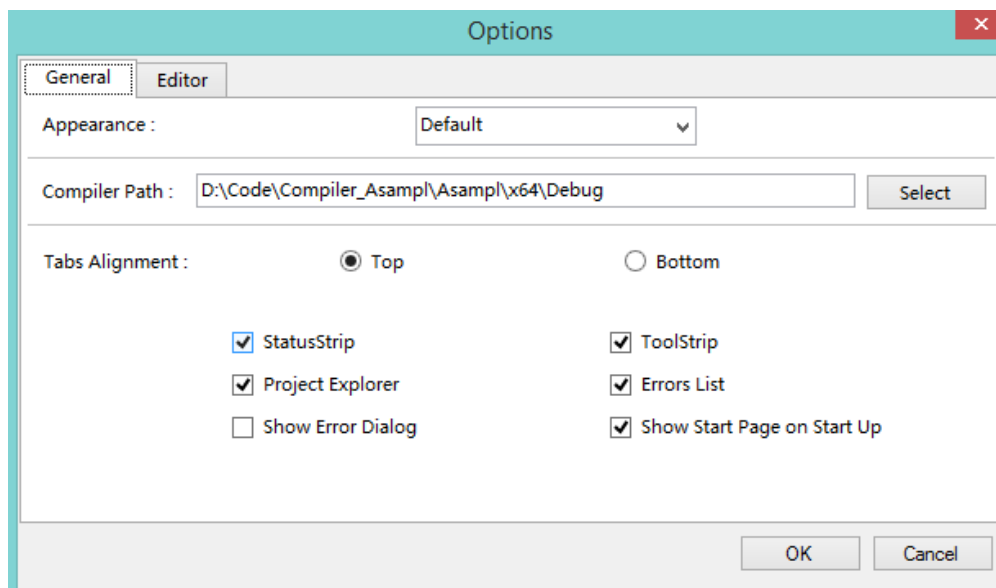 Options
General Editor
Appearance : Default
Compiler Path : D:\Code\Compiler_Asampl\Asampl\x64\Debug Select
Tabs Alignment : Top Bottom
StatusStrip ToolStrip
Project Explorer Errors List
Show Error Dialog Show Start Page on Start Up
OK Cancel